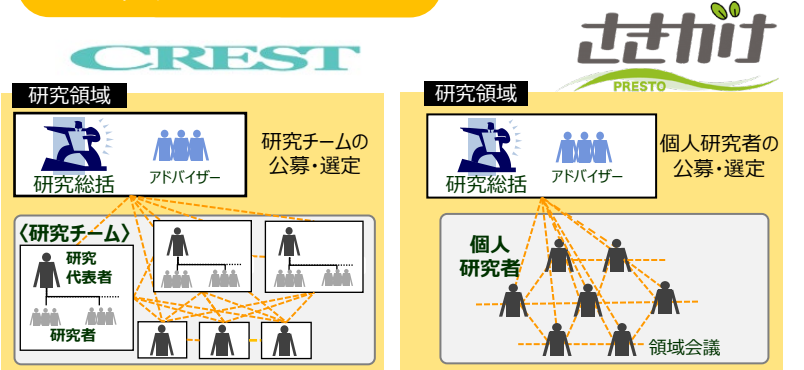 CREST
研究領域
研究総括
アドバイザー
研究チームの
公募・選定
〈研究チーム〉
研究
代表者
研究者
さきがけ
PRESTO
研究領域
研究総括
アドバイザー
個人研究者の
公募・選定
個人
研究者
領域会議